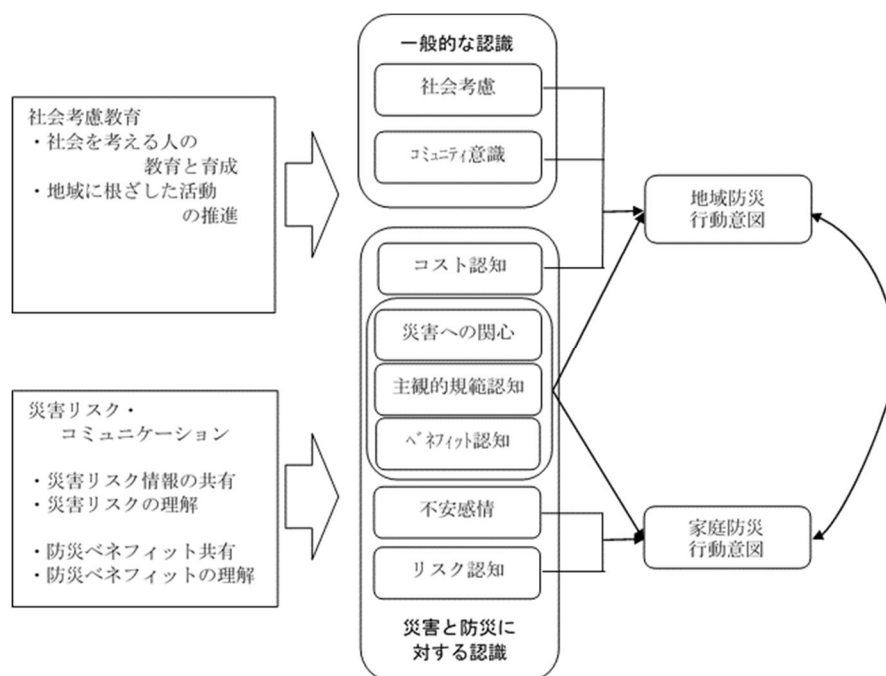 社会考慮教育
・社会を考える人の
教育と育成
・地域に根ざした活動
の推進
災害リスク・
コミュニケーション
・災害リスク情報の共有
・災害リスクの理解
・防災ベネフィット共有
・防災ベネフィットの理解
一般的な認識
社会考慮
コミュニティ意識
コスト認知
災害への関心
主観的規範認知
ベネフィット認知
不安感情
リスク認知
災害と防災に
対する認識
地域防災
行動意図
家庭防災
行動意図